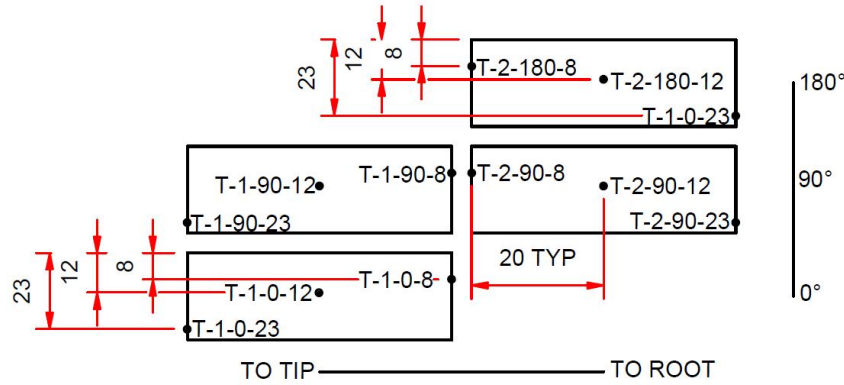 23
12
8
T-2-180-8
T-2-180-12
T-1-0-23
180°
T-1-90-12
T-1-90-8
T-1-90-23
T-2-90-8
T-2-90-12
T-2-90-23
90°
23
12
8
T-1-0-12
T-1-0-8
T-1-0-23
20 TYP
0°
TO TIP
TO ROOT